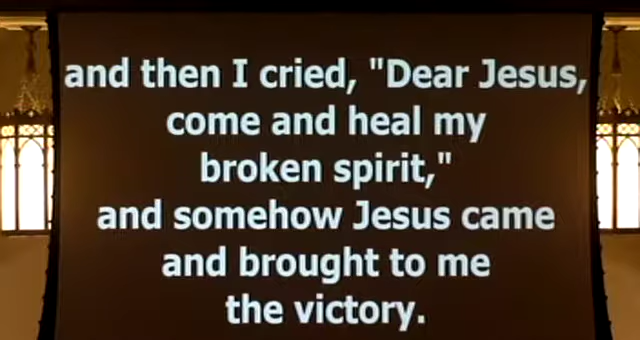 and then I cried, "Dear Jesus,
come and heal my
broken spirit,"
and somehow Jesus came
and brought to me
the victory.